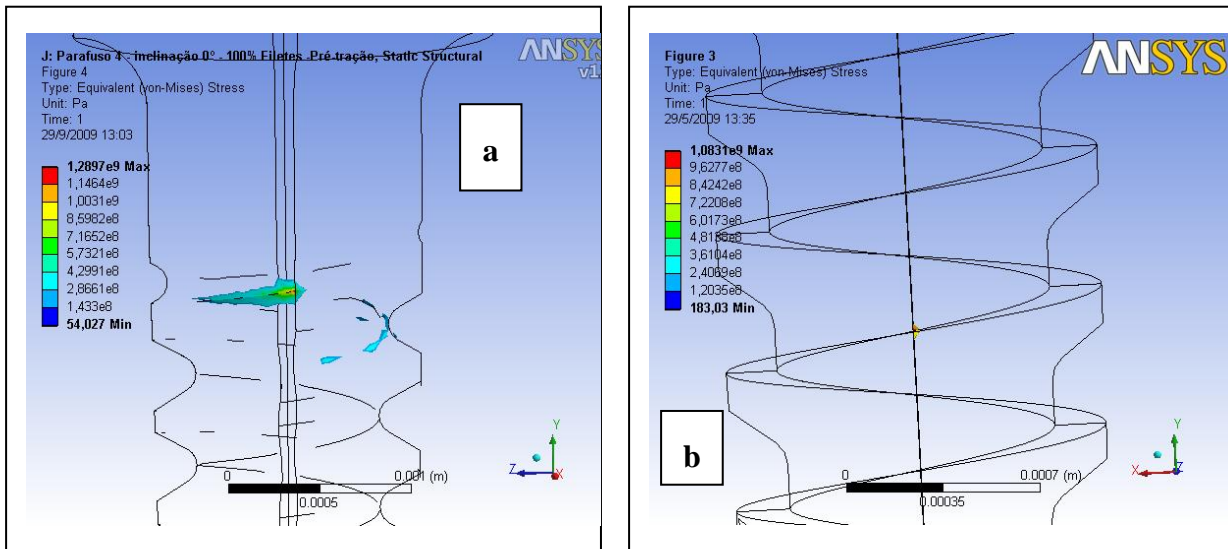 J: Parafuso 4 - inclinação 0° - 100% Filetes -Pré-tração, Static Structural
Figure 4
Type: Equivalent (von-Mises) Stress
Unit: Pa
Time: 1
29/9/2009 13:03
ANSYS
v1
a
1,2897e9 Max
1,1464e9
1,0031e9
8,5982e8
7,1652e8
5,7321e8
4,2991e8
2,8661e8
1,433e8
54,027 Min
Y
Z
X
0
0.001 (m)
0.0005
Figure 3
Type: Equivalent (von-Mises) Stress
Unit: Pa
Time: 1
29/5/2009 13:35
ANSYS
1,0831e9 Max
9,6277e8
8,4242e8
7,2208e8
6,0173e8
4,8138e8
3,6104e8
2,4069e8
1,2035e8
183,03 Min
b
Y
X
Z
0
0.0007 (m)
0.00035